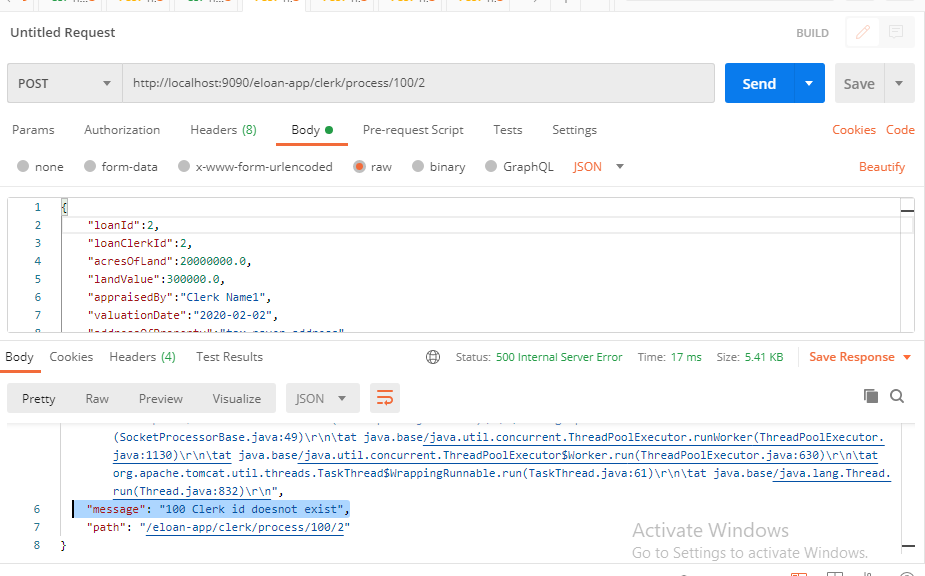 Untitled Request
BUILD
POST
http://localhost:9090/eloan-app/clerk/process/100/2
Send
Save
Params
Authorization
Headers (8)
Body
Pre-request Script
Tests
Settings
Cookies
Code
none
form-data
x-www-form-urlencoded
raw
binary
GraphQL
JSON
Beautify
1 {
2 "loanId":2,
3 "loanClerkId":2,
4 "acresOfLand":20000000.0,
5 "landValue":300000.0,
6 "appraisedBy":"Clerk Name1",
7 "valuationDate":"2020-02-02",
8 "addressOfProperty":"tax payer address"
Body
Cookies
Headers (4)
Test Results
Status: 500 Internal Server Error
Time: 17 ms
Size: 5.41 KB
Save Response
Pretty
Raw
Preview
Visualize
JSON
(SocketProcessorBase.java:49)\r\n\tat java.base/java.util.concurrent.ThreadPoolExecutor.runWorker(ThreadPoolExecutor.
java:1130)\r\n\tat java.base/java.util.concurrent.ThreadPoolExecutor$Worker.run(ThreadPoolExecutor.java:630)\r\n\tat
org.apache.tomcat.util.threads.TaskThread$WrappingRunnable.run(TaskThread.java:61)\r\n\tat java.base/java.lang.Thread.
run(Thread.java:832)\r\n",
6 "message": "100 Clerk id doesnot exist",
7 "path": "/eloan-app/clerk/process/100/2"
8 }
Activate Windows
Go to Settings to activate Windows.